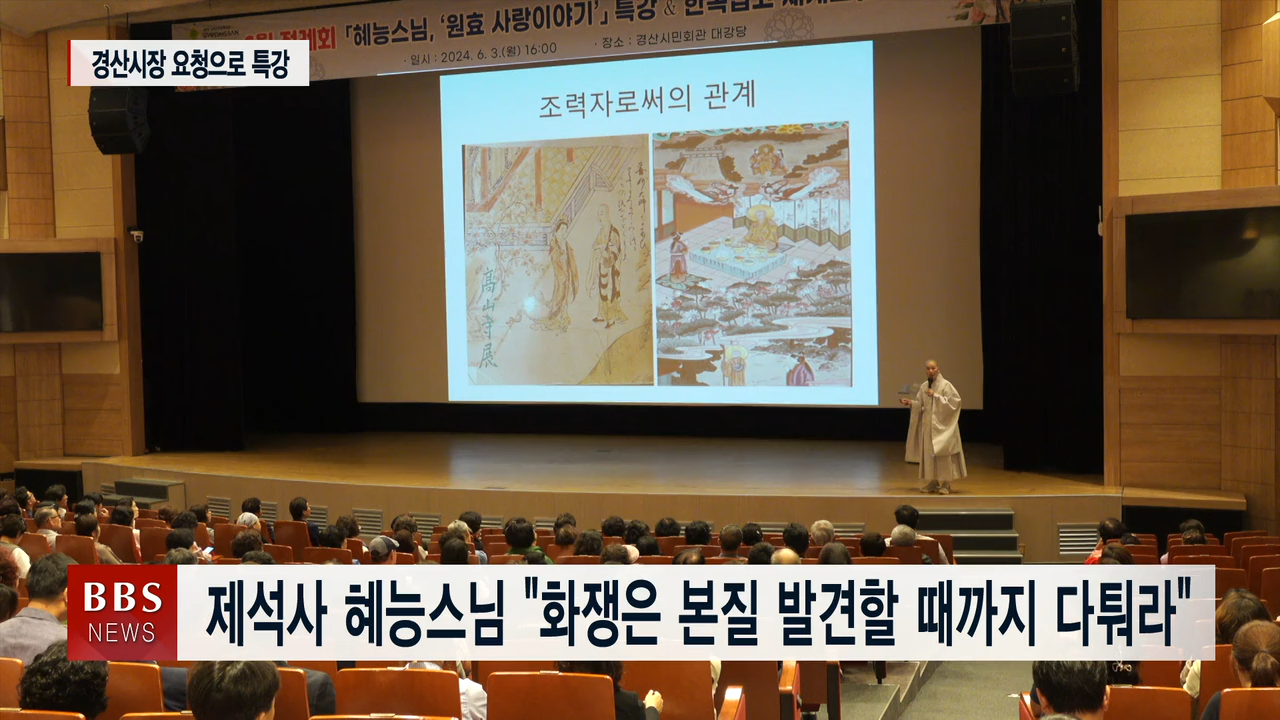 정례회 「혜능스님, '원효 사랑이야기'」 특강 &
· 일시 : 2024. 6. 3.(월) 16:00 · 장소 : 경산시민회관 대강당
경산시장 요청으로 특강
조력자로써의 관계
高山寺展
BBS
NEWS
제석사 혜능스님 "화쟁은 본질 발견할 때까지 다퉈라"